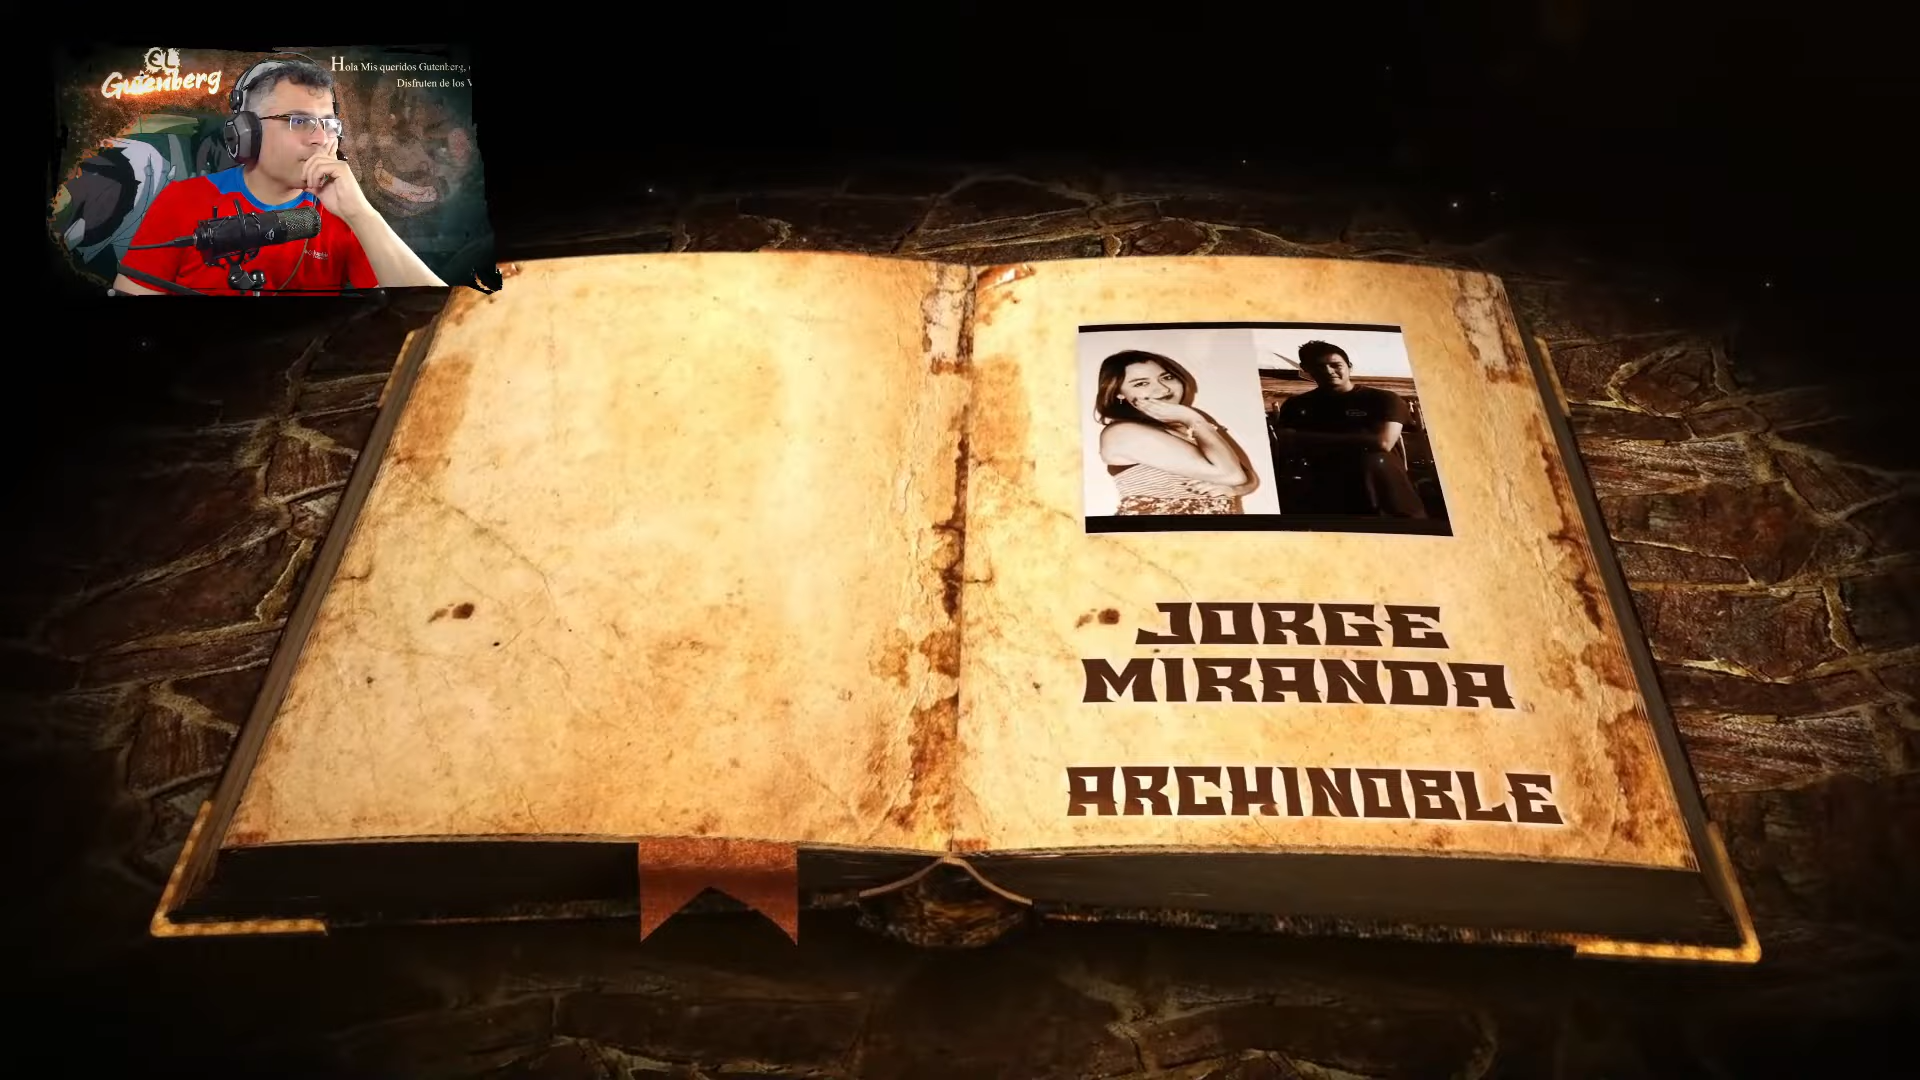 EL
Gutenberg
Hola Mis queridos Gutenberg,
Disfruten de los V
JORGE
MIRANDA
ARCHINOBLE